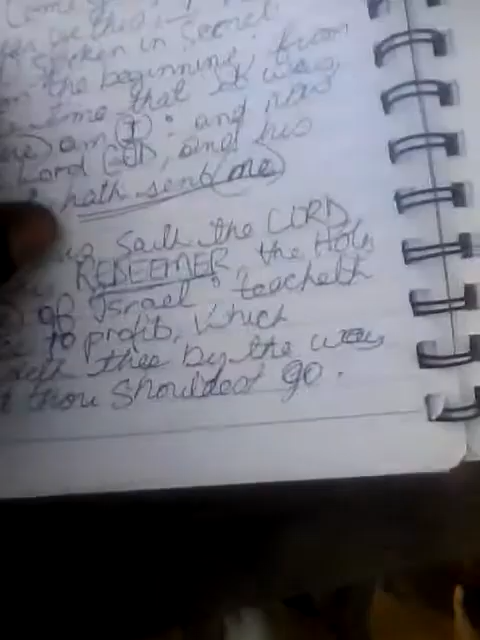 spoken in secret
the beginning; from
time that it was
am I: and now
Lord GOD, and his
hath sent me
saith the LORD,
REDEEMER, the Holy
of Israel; teacheth
to profit, which
thee by the way
thou shouldest go.